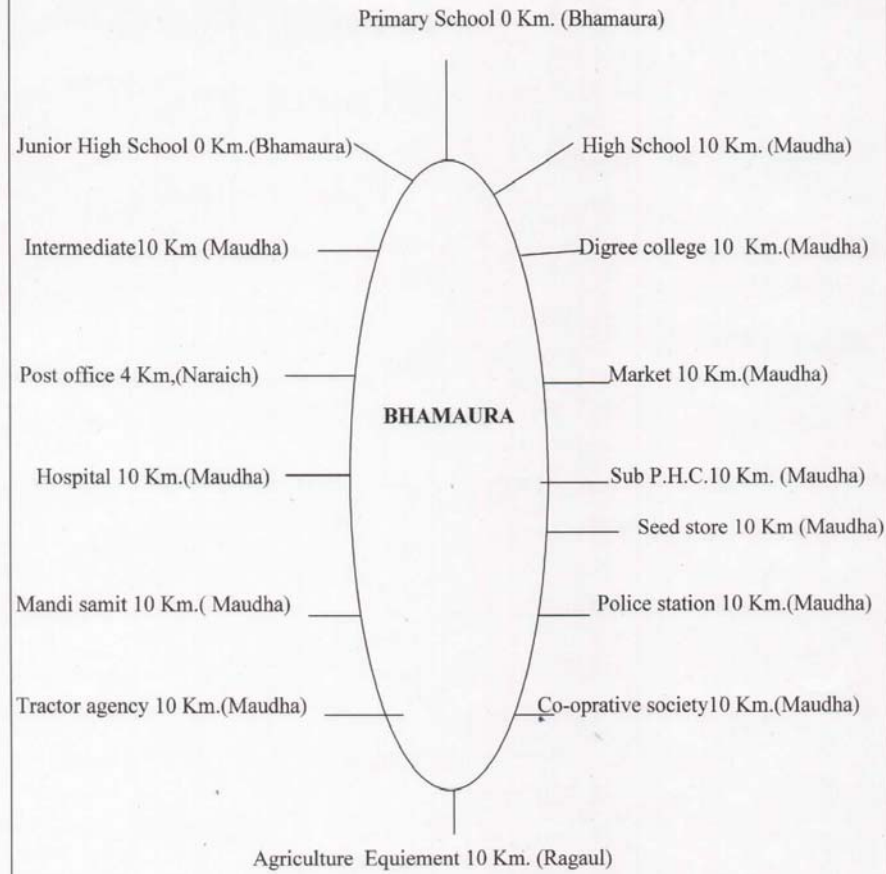 Primary School 0 Km. (Bhamaura)
Junior High School 0 Km.(Bhamaura)
High School 10 Km. (Maudha)
Intermediate10 Km (Maudha)
Digree college 10 Km.(Maudha)
Post office 4 Km,(Naraich)
Market 10 Km.(Maudha)
BHAMAURA
Hospital 10 Km.(Maudha)
Sub P.H.C.10 Km. (Maudha)
Seed store 10 Km (Maudha)
Mandi samit 10 Km.( Maudha)
Police station 10 Km.(Maudha)
Tractor agency 10 Km.(Maudha)
Co-oprative society10 Km.(Maudha)
Agriculture Equiement 10 Km. (Ragaul)